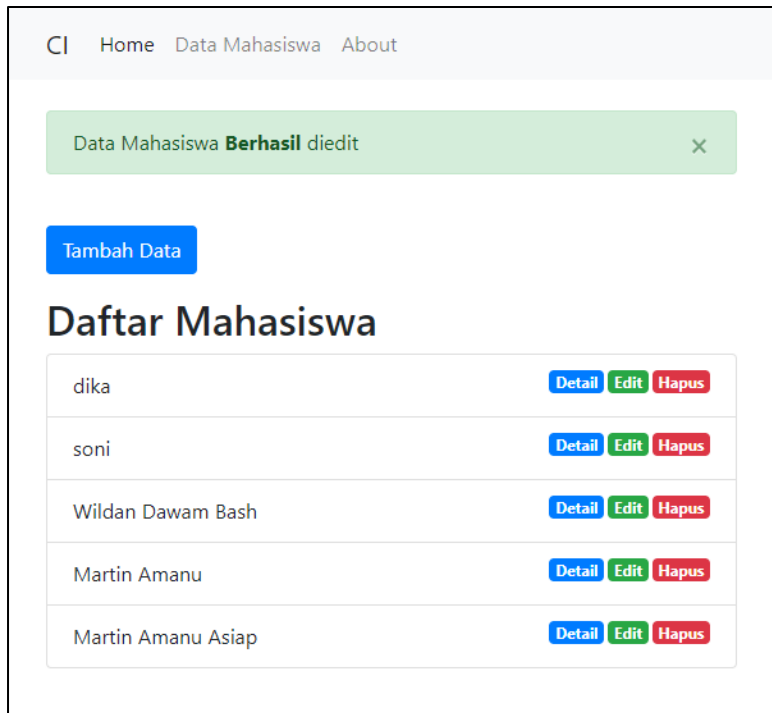 CI Home Data Mahasiswa About
Data Mahasiswa Berhasil diedit ×
Tambah Data
Daftar Mahasiswa
dika Detail Edit Hapus
soni Detail Edit Hapus
Wildan Dawam Bash Detail Edit Hapus
Martin Amanu Detail Edit Hapus
Martin Amanu Asiap Detail Edit Hapus